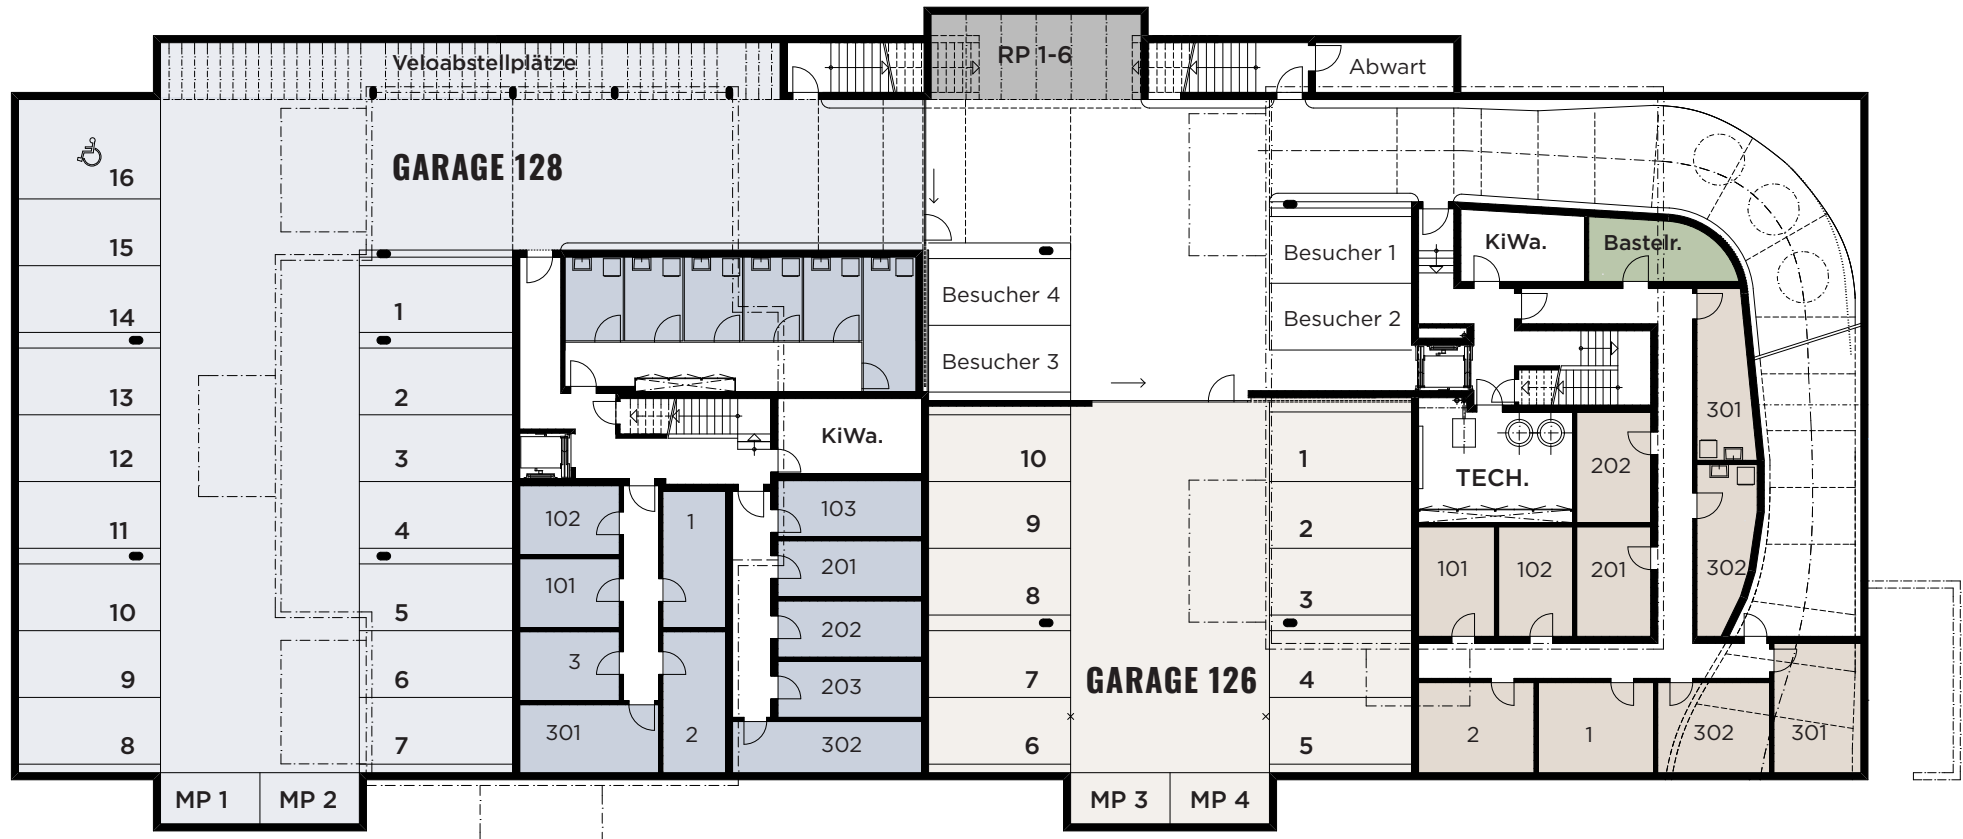 Veloabstellplätze
RP 1-6
Abwart
GARAGE 128
16
15
14
13
12
11
10
9
8
1
2
3
4
5
6
7
MP 1
MP 2
KiWa.
102
101
3
301
1
2
103
201
202
203
302
Besucher 4
Besucher 3
Besucher 1
Besucher 2
10
9
8
7
6
GARAGE 126
1
2
3
4
5
MP 3
MP 4
KiWa.
Bastelr.
TECH.
202
101
102
201
301
302
2
1
302
301